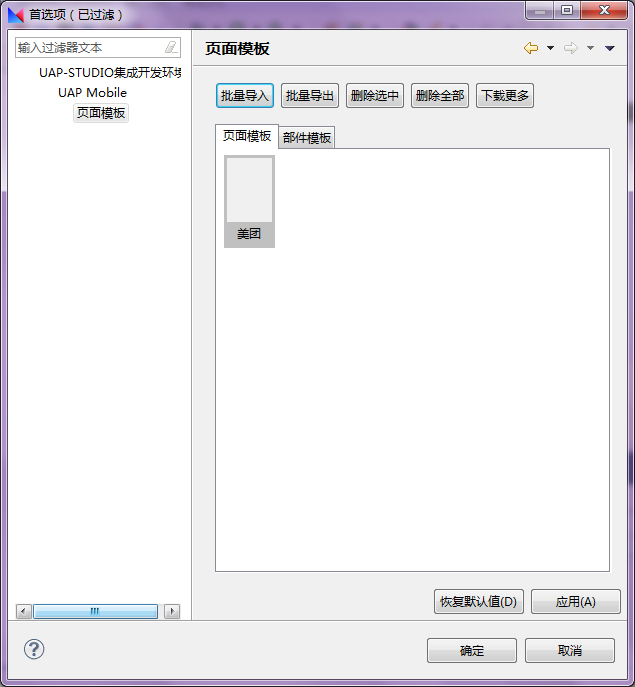 首选项（已过滤）
输入过滤器文本
UAP-STUDIO集成开发环境
UAP Mobile
页面模板
页面模板
批量导入 批量导出 删除选中 删除全部 下载更多
页面模板 部件模板
美团
恢复默认值(D) 应用(A)
确定 取消